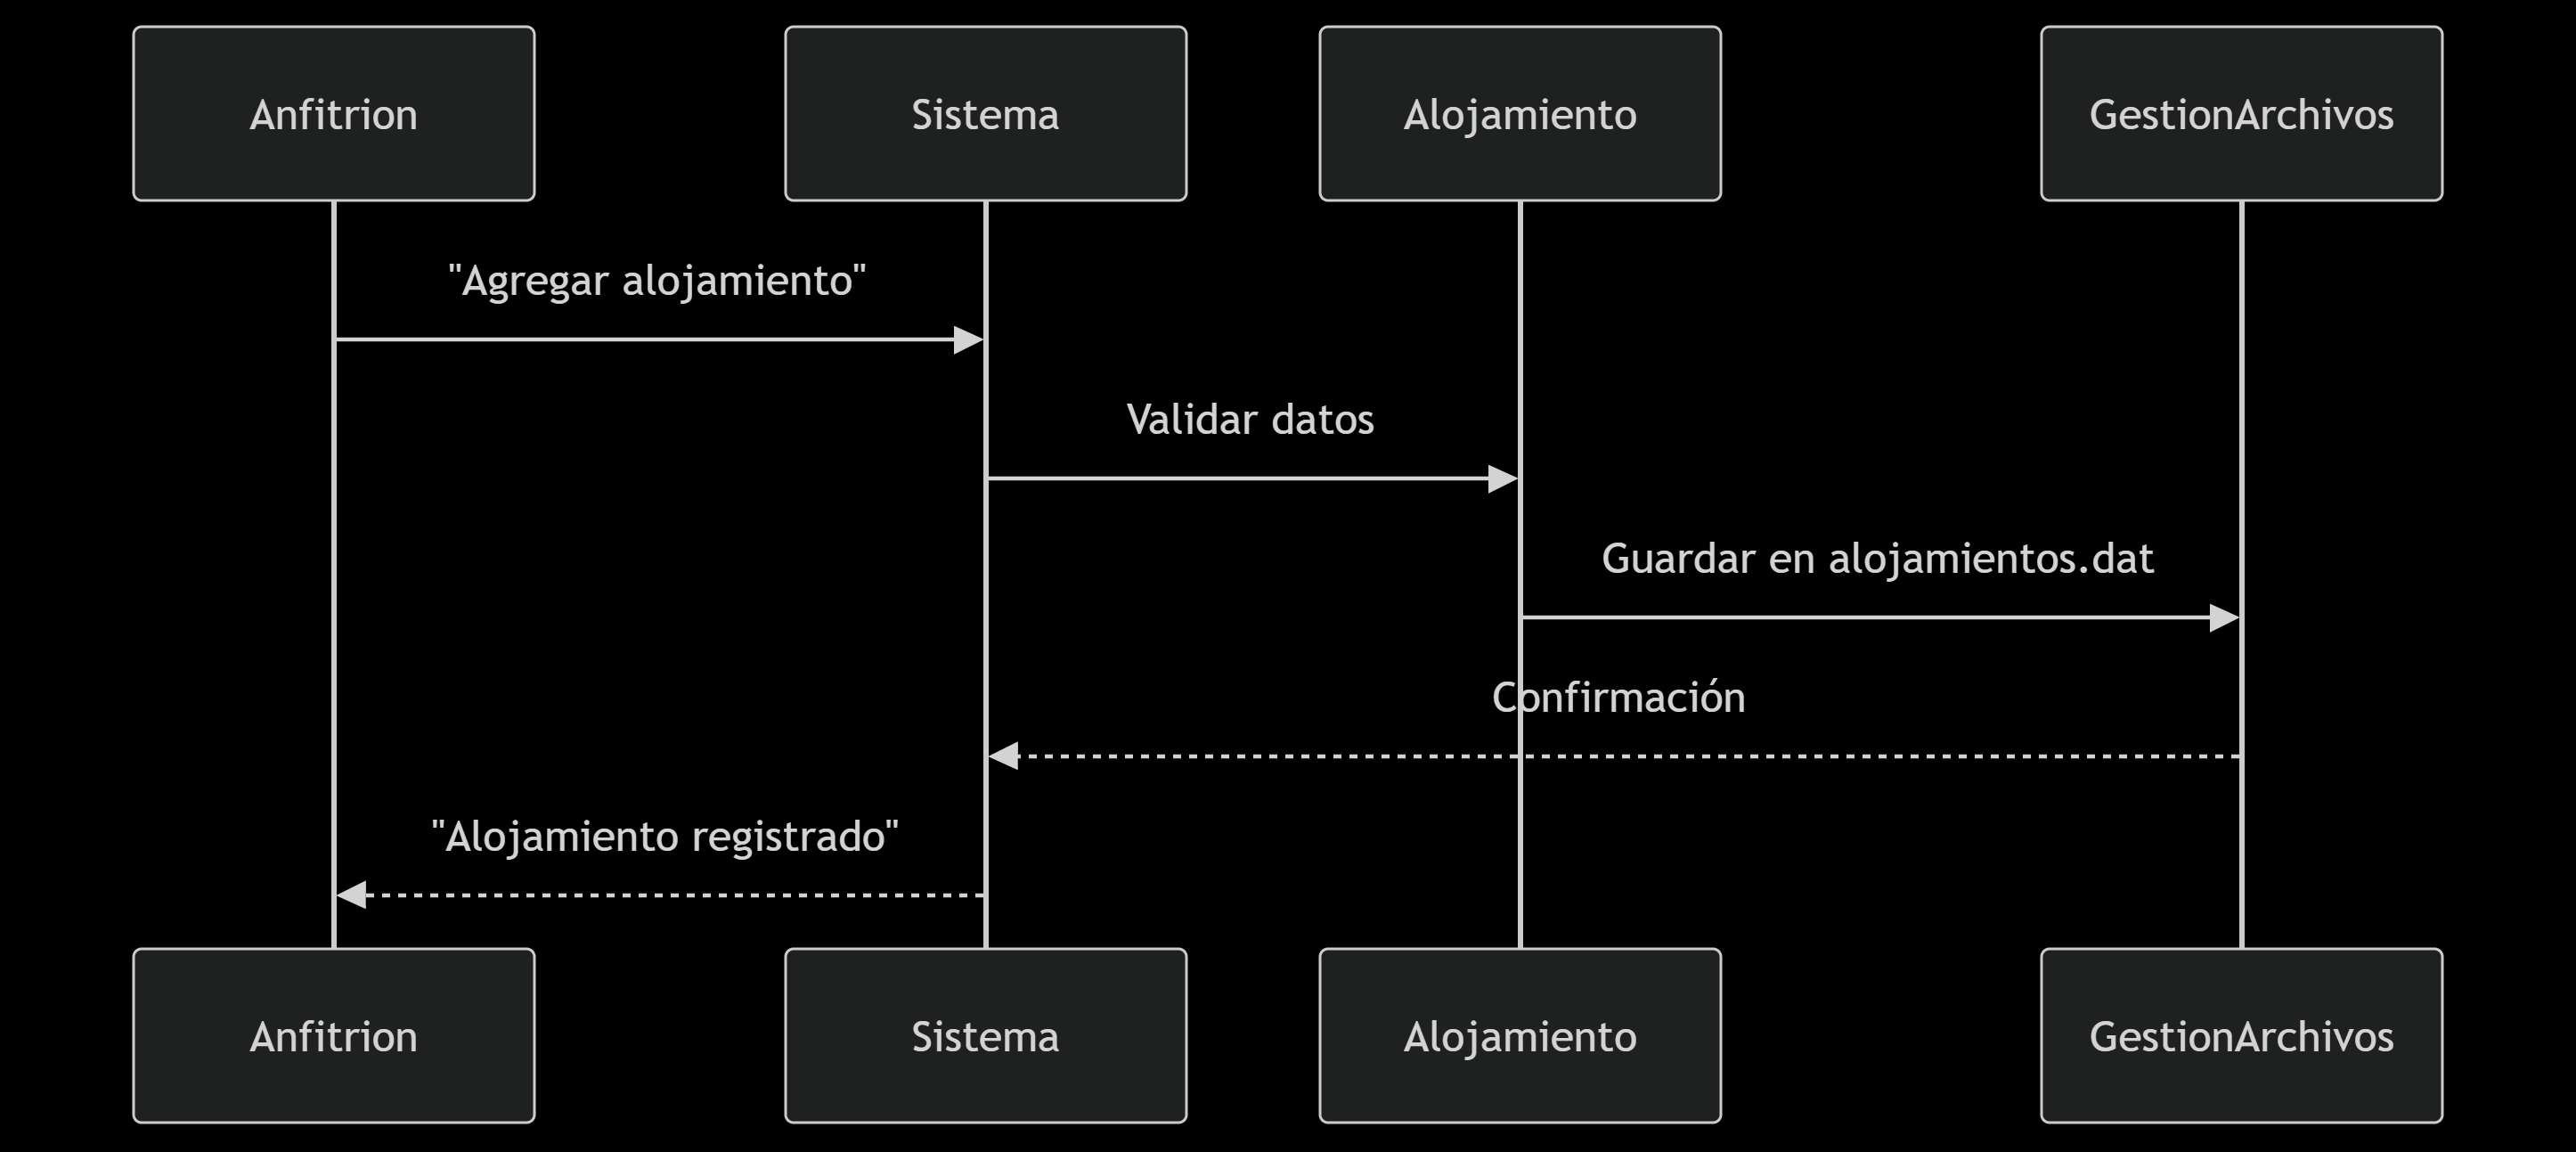 Anfitrion
Sistema
Alojamiento
GestionArchivos
"Agregar alojamiento"
Validar datos
Guardar en alojamientos.dat
Confirmación
"Alojamiento registrado"
Anfitrion
Sistema
Alojamiento
GestionArchivos